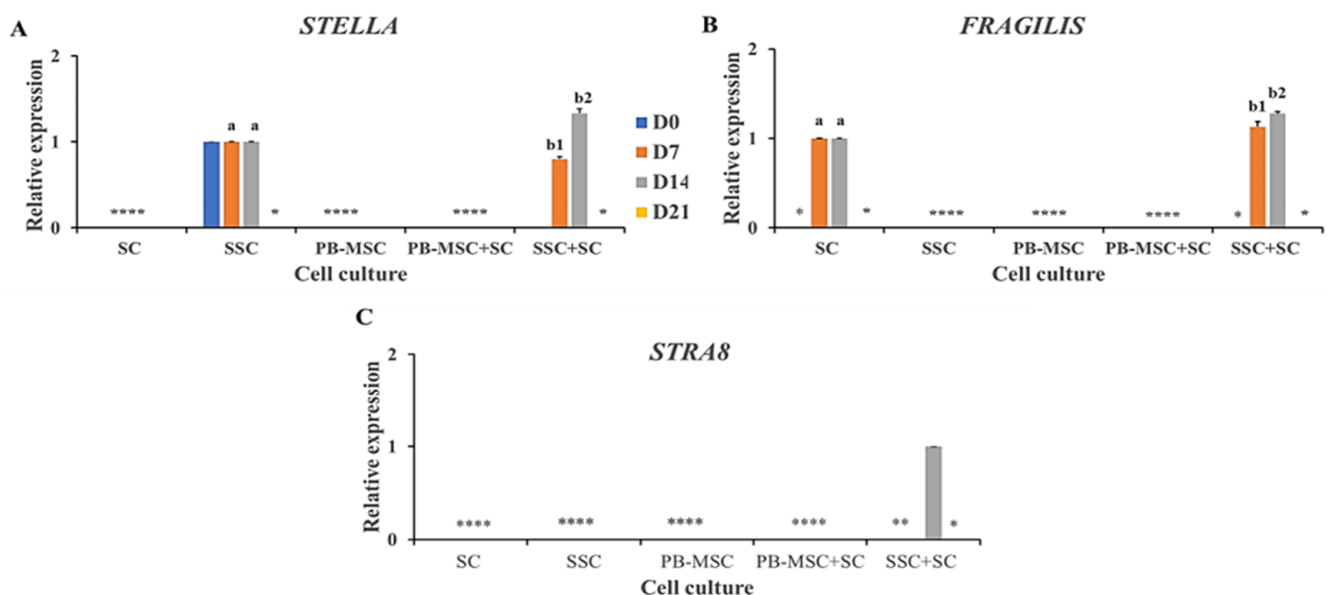 A
STELLA
2
1
0
Relative expression
a a
b1
b2
**** * **** **** *
SC SSC PB-MSC PB-MSC+SC SSC+SC
Cell culture
D0
D7
D14
D21
B
FRAGILIS
2
1
0
Relative expression
a a
b1
b2
* * **** **** **** * *
SC SSC PB-MSC PB-MSC+SC SSC+SC
Cell culture
C
STRA8
2
1
0
Relative expression
**** **** **** **** ** *
SC SSC PB-MSC PB-MSC+SC SSC+SC
Cell culture